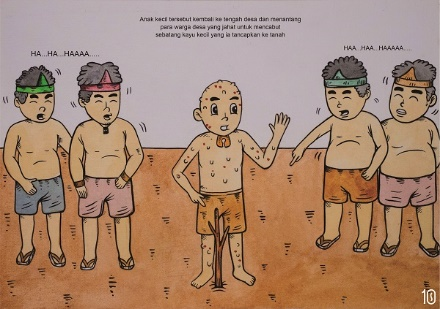 Anak kecil tersebut kembali ke tengah desa dan menantang
para warga desa yang jahat untuk mencabut
sebatang kayu kecil yang ia tancapkan ke tanah
HA...HA...HAAAA.....
HAA...HAA..HAAAAA....
10